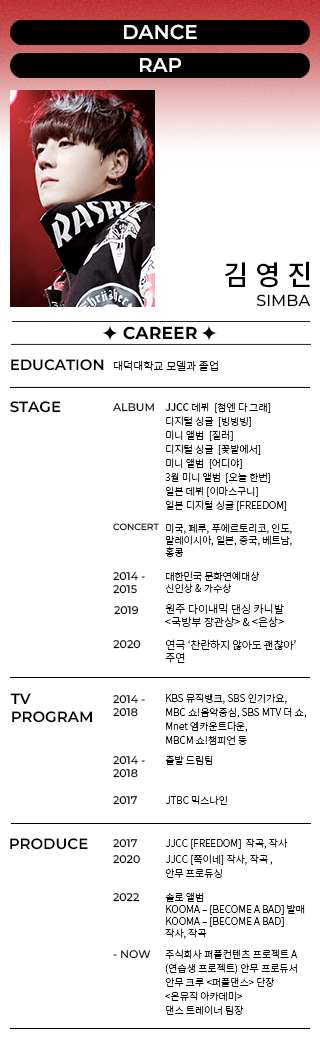 DANCE
RAP
RASH
Thrasher
김 영 진
SIMBA
✦ CAREER ✦
EDUCATION 대덕대학교 모델과 졸업
STAGE ALBUM JJCC 데뷔 [첨엔 다 그래]
디지털 싱글 [빙빙빙]
미니 앨범 [질러]
디지털 싱글 [꽃밭에서]
미니 앨범 [어디야]
3월 미니 앨범 [오늘 한번]
일본 데뷔 [이마스구니]
일본 디지털 싱글 [FREEDOM]
CONCERT 미국, 페루, 푸에르토리코, 인도,
말레이시아, 일본, 중국, 베트남,
홍콩
2014 - 대한민국 문화연예대상
2015 신인상 & 가수상
2019 원주 다이내믹 댄싱 카니발
<국방부 장관상> & <은상>
2020 연극 ‘찬란하지 않아도 괜찮아’
주연
TV 2014 - KBS 뮤직뱅크, SBS 인기가요,
PROGRAM 2018 MBC 쇼!음악중심, SBS MTV 더 쇼,
Mnet 엠카운트다운,
MBCM 쇼!챔피언 등
2014 - 출발 드림팀
2018
2017 JTBC 믹스나인
PRODUCE 2017 JJCC [FREEDOM] 작곡, 작사
2020 JJCC [쪽이네] 작사, 작곡 ,
안무 프로듀싱
2022 솔로 앨범
KOOMA – [BECOME A BAD] 발매
KOOMA – [BECOME A BAD]
작사, 작곡
- NOW 주식회사 퍼플컨텐츠 프로젝트 A
(연습생 프로젝트) 안무 프로듀서
안무 크루 <퍼플댄스> 단장
<온뮤직 아카데미>
댄스 트레이너 팀장